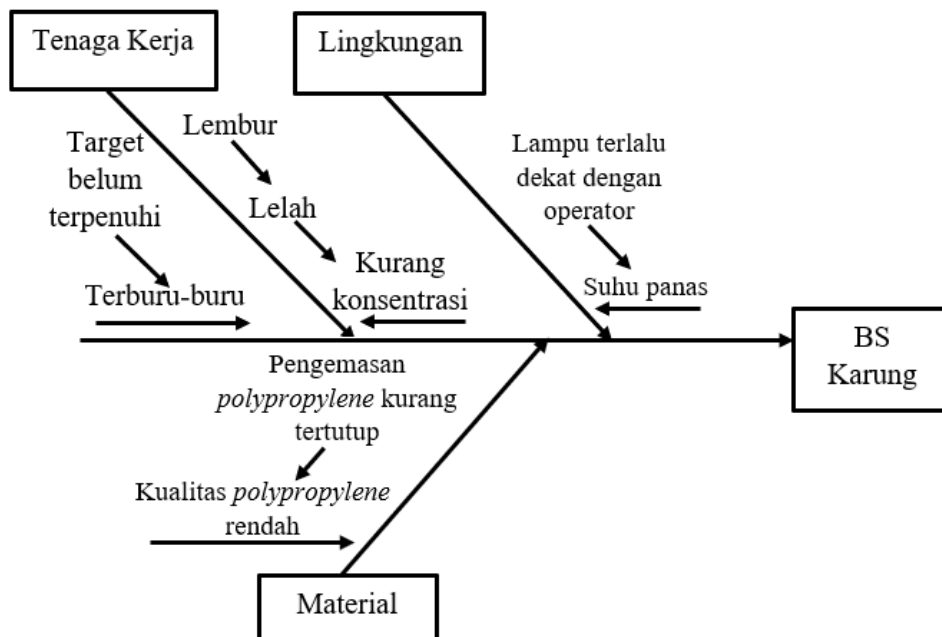 Tenaga Kerja
Lingkungan
Target
belum
terpenuhi
Terburu-buru
Lembur
Lelah
Kurang
konsentrasi
Lampu terlalu
dekat dengan
operator
Suhu panas
BS
Karung
Pengemasan
polypropylene kurang
tertutup
Kualitas polypropylene
rendah
Material